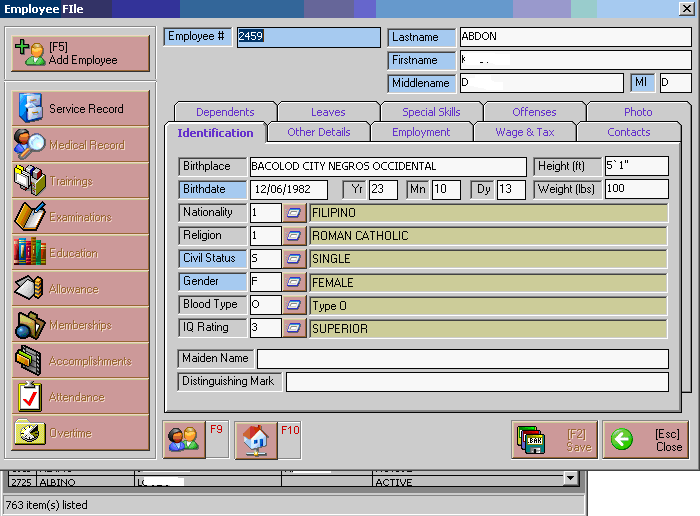 Employee FIle
[F5]
Add Employee
Employee # 2459
Lastname ABDON
Firstname
Middlename D MI D
Service Record
Medical Record
Trainings
Examinations
Education
Allowance
Memberships
Accomplishments
Attendance
Overtime
Dependents Leaves Special Skills Offenses Photo
Identification Other Details Employment Wage & Tax Contacts
Birthplace BACOLOD CITY NEGROS OCCIDENTAL Height (ft) 5`1"
Birthdate 12/06/1982 Yr 23 Mn 10 Dy 13 Weight (lbs) 100
Nationality 1 FILIPINO
Religion 1 ROMAN CATHOLIC
Civil Status S SINGLE
Gender F FEMALE
Blood Type O Type O
IQ Rating 3 SUPERIOR
Maiden Name
Distinguishing Mark
F9 F10
[F2]
Save
[Esc]
Close
2725 ALBINO ACTIVE
763 item(s) listed